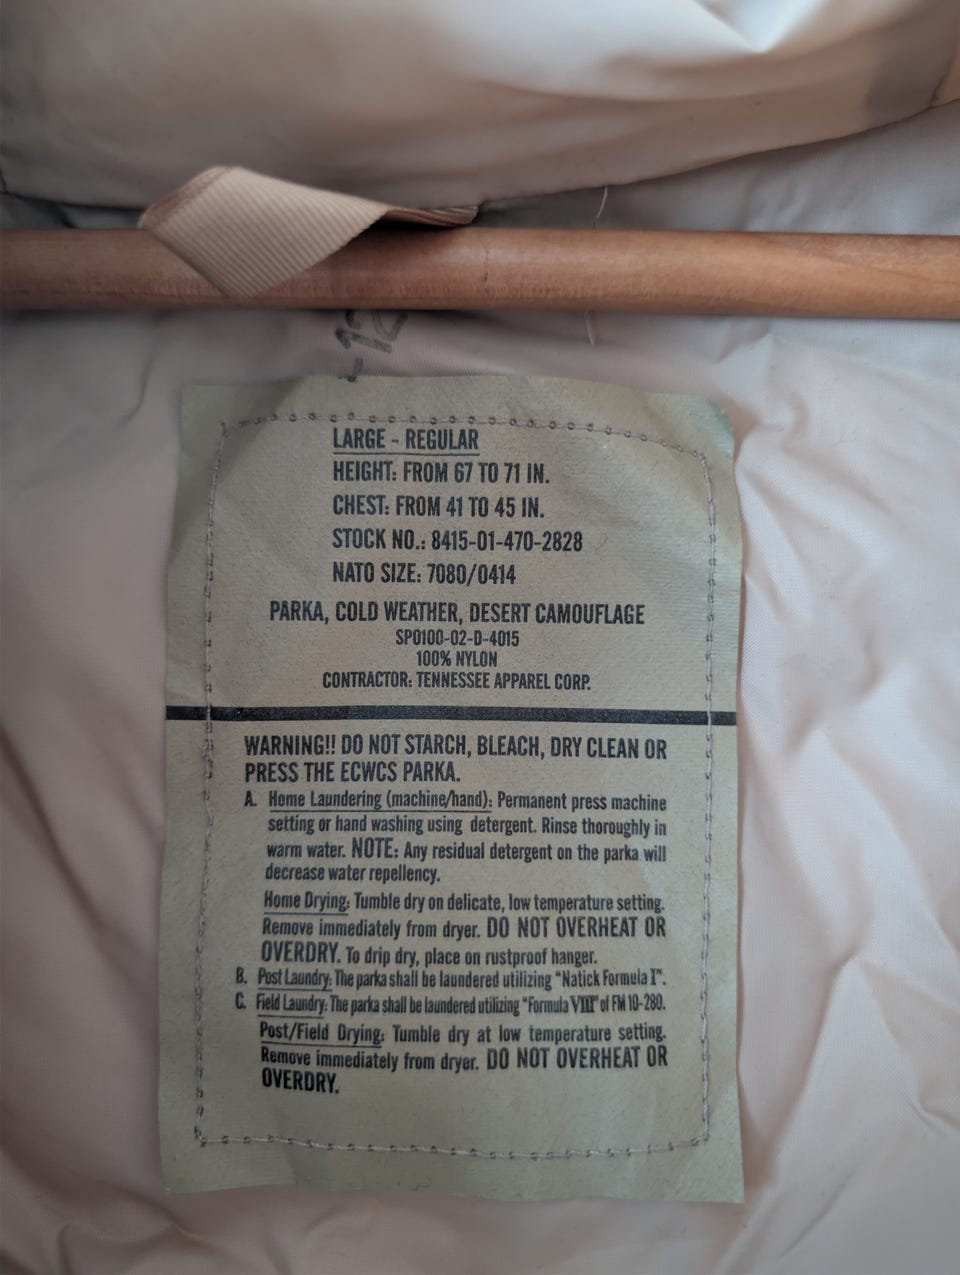 - 12
LARGE - REGULAR
HEIGHT: FROM 67 TO 71 IN.
CHEST: FROM 41 TO 45 IN.
STOCK NO.: 8415-01-470-2828
NATO SIZE: 7080/0414
PARKA, COLD WEATHER, DESERT CAMOUFLAGE
SPO100-02-D-4015
100% NYLON
CONTRACTOR: TENNESSEE APPAREL CORP.
WARNING!! DO NOT STARCH, BLEACH, DRY CLEAN OR
PRESS THE ECWCS PARKA.
A. Home Laundering (machine/hand): Permanent press machine
setting or hand washing using detergent. Rinse thoroughly in
warm water. NOTE: Any residual detergent on the parka will
decrease water repellency.
Home Drying: Tumble dry on delicate, low temperature setting.
Remove immediately from dryer. DO NOT OVERHEAT OR
OVERDRY. To drip dry, place on rustproof hanger.
B. Post Laundry: The parka shall be laundered utilizing "Natick Formula I".
C. Field Laundry: The parka shall be laundered utilizing "Formula VIII" of FM 10-280.
Post/Field Drying: Tumble dry at low temperature setting.
Remove immediately from dryer. DO NOT OVERHEAT OR
OVERDRY.